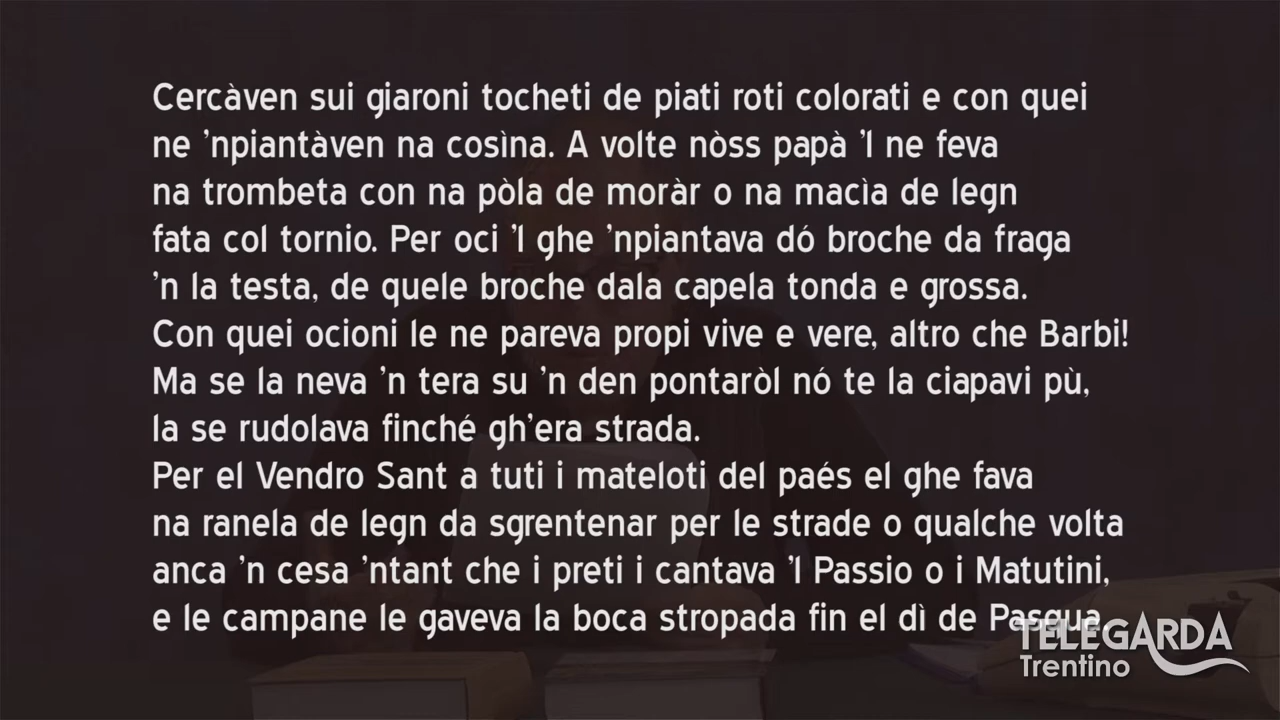 Cercàven sui giaroni tocheti de piati roti colorati e con quei
ne 'npiantàven na cosìna. A volte nòss papà 'l ne feva
na trombeta con na pòla de moràr o na macìa de legn
fata col tornio. Per oci 'l ghe 'npiantava dó broche da fraga
'n la testa, de quele broche dala capela tonda e grossa.
Con quei ocioni le ne pareva propi vive e vere, altro che Barbi!
Ma se la neva 'n tera su 'n den pontaròl nó te la ciapavi pù,
la se rudolava finché gh'era strada.
Per el Vendro Sant a tuti i mateloti del paés el ghe fava
na ranela de legn da sgrentenar per le strade o qualche volta
anca 'n cesa 'ntant che i preti i cantava 'l Passio o i Matutini,
e le campane le gaveva la boca stropada fin el dì de Pasqua
TELEGARDA
Trentino